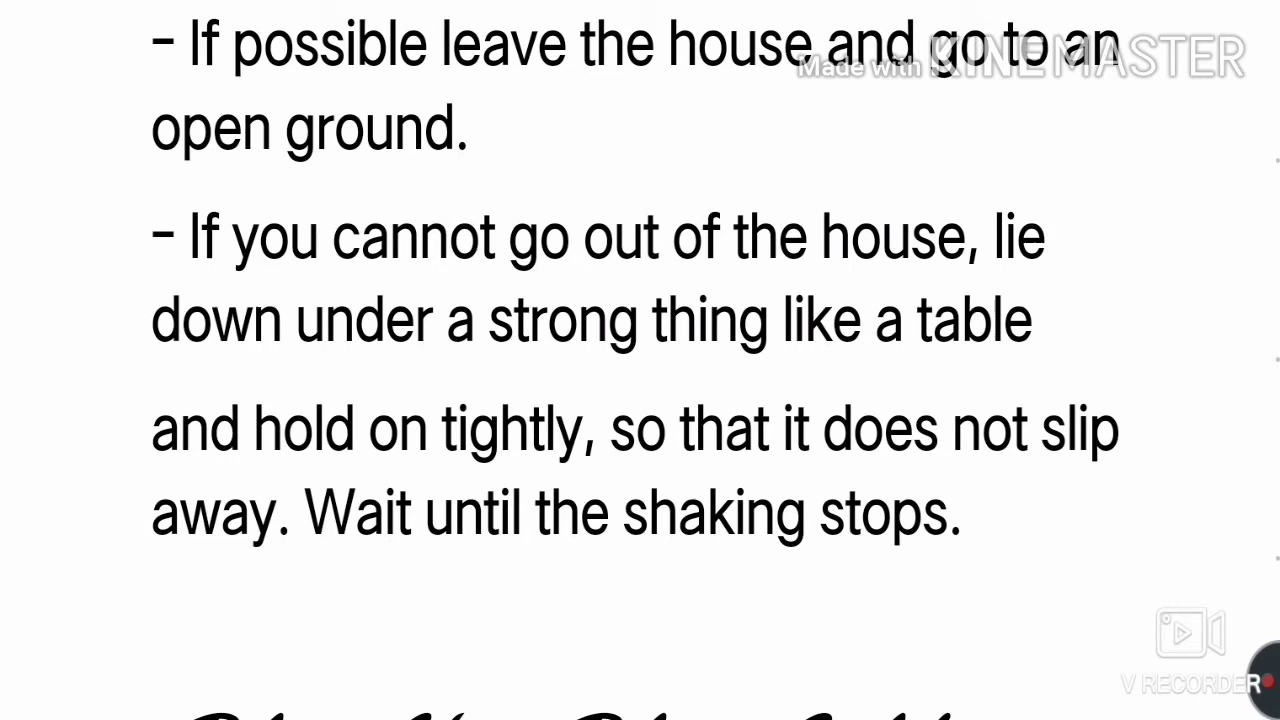 - If possible leave the house and go to an
Made with KINEMASTER
open ground.
- If you cannot go out of the house, lie
down under a strong thing like a table
and hold on tightly, so that it does not slip
away. Wait until the shaking stops.
V RECORDER